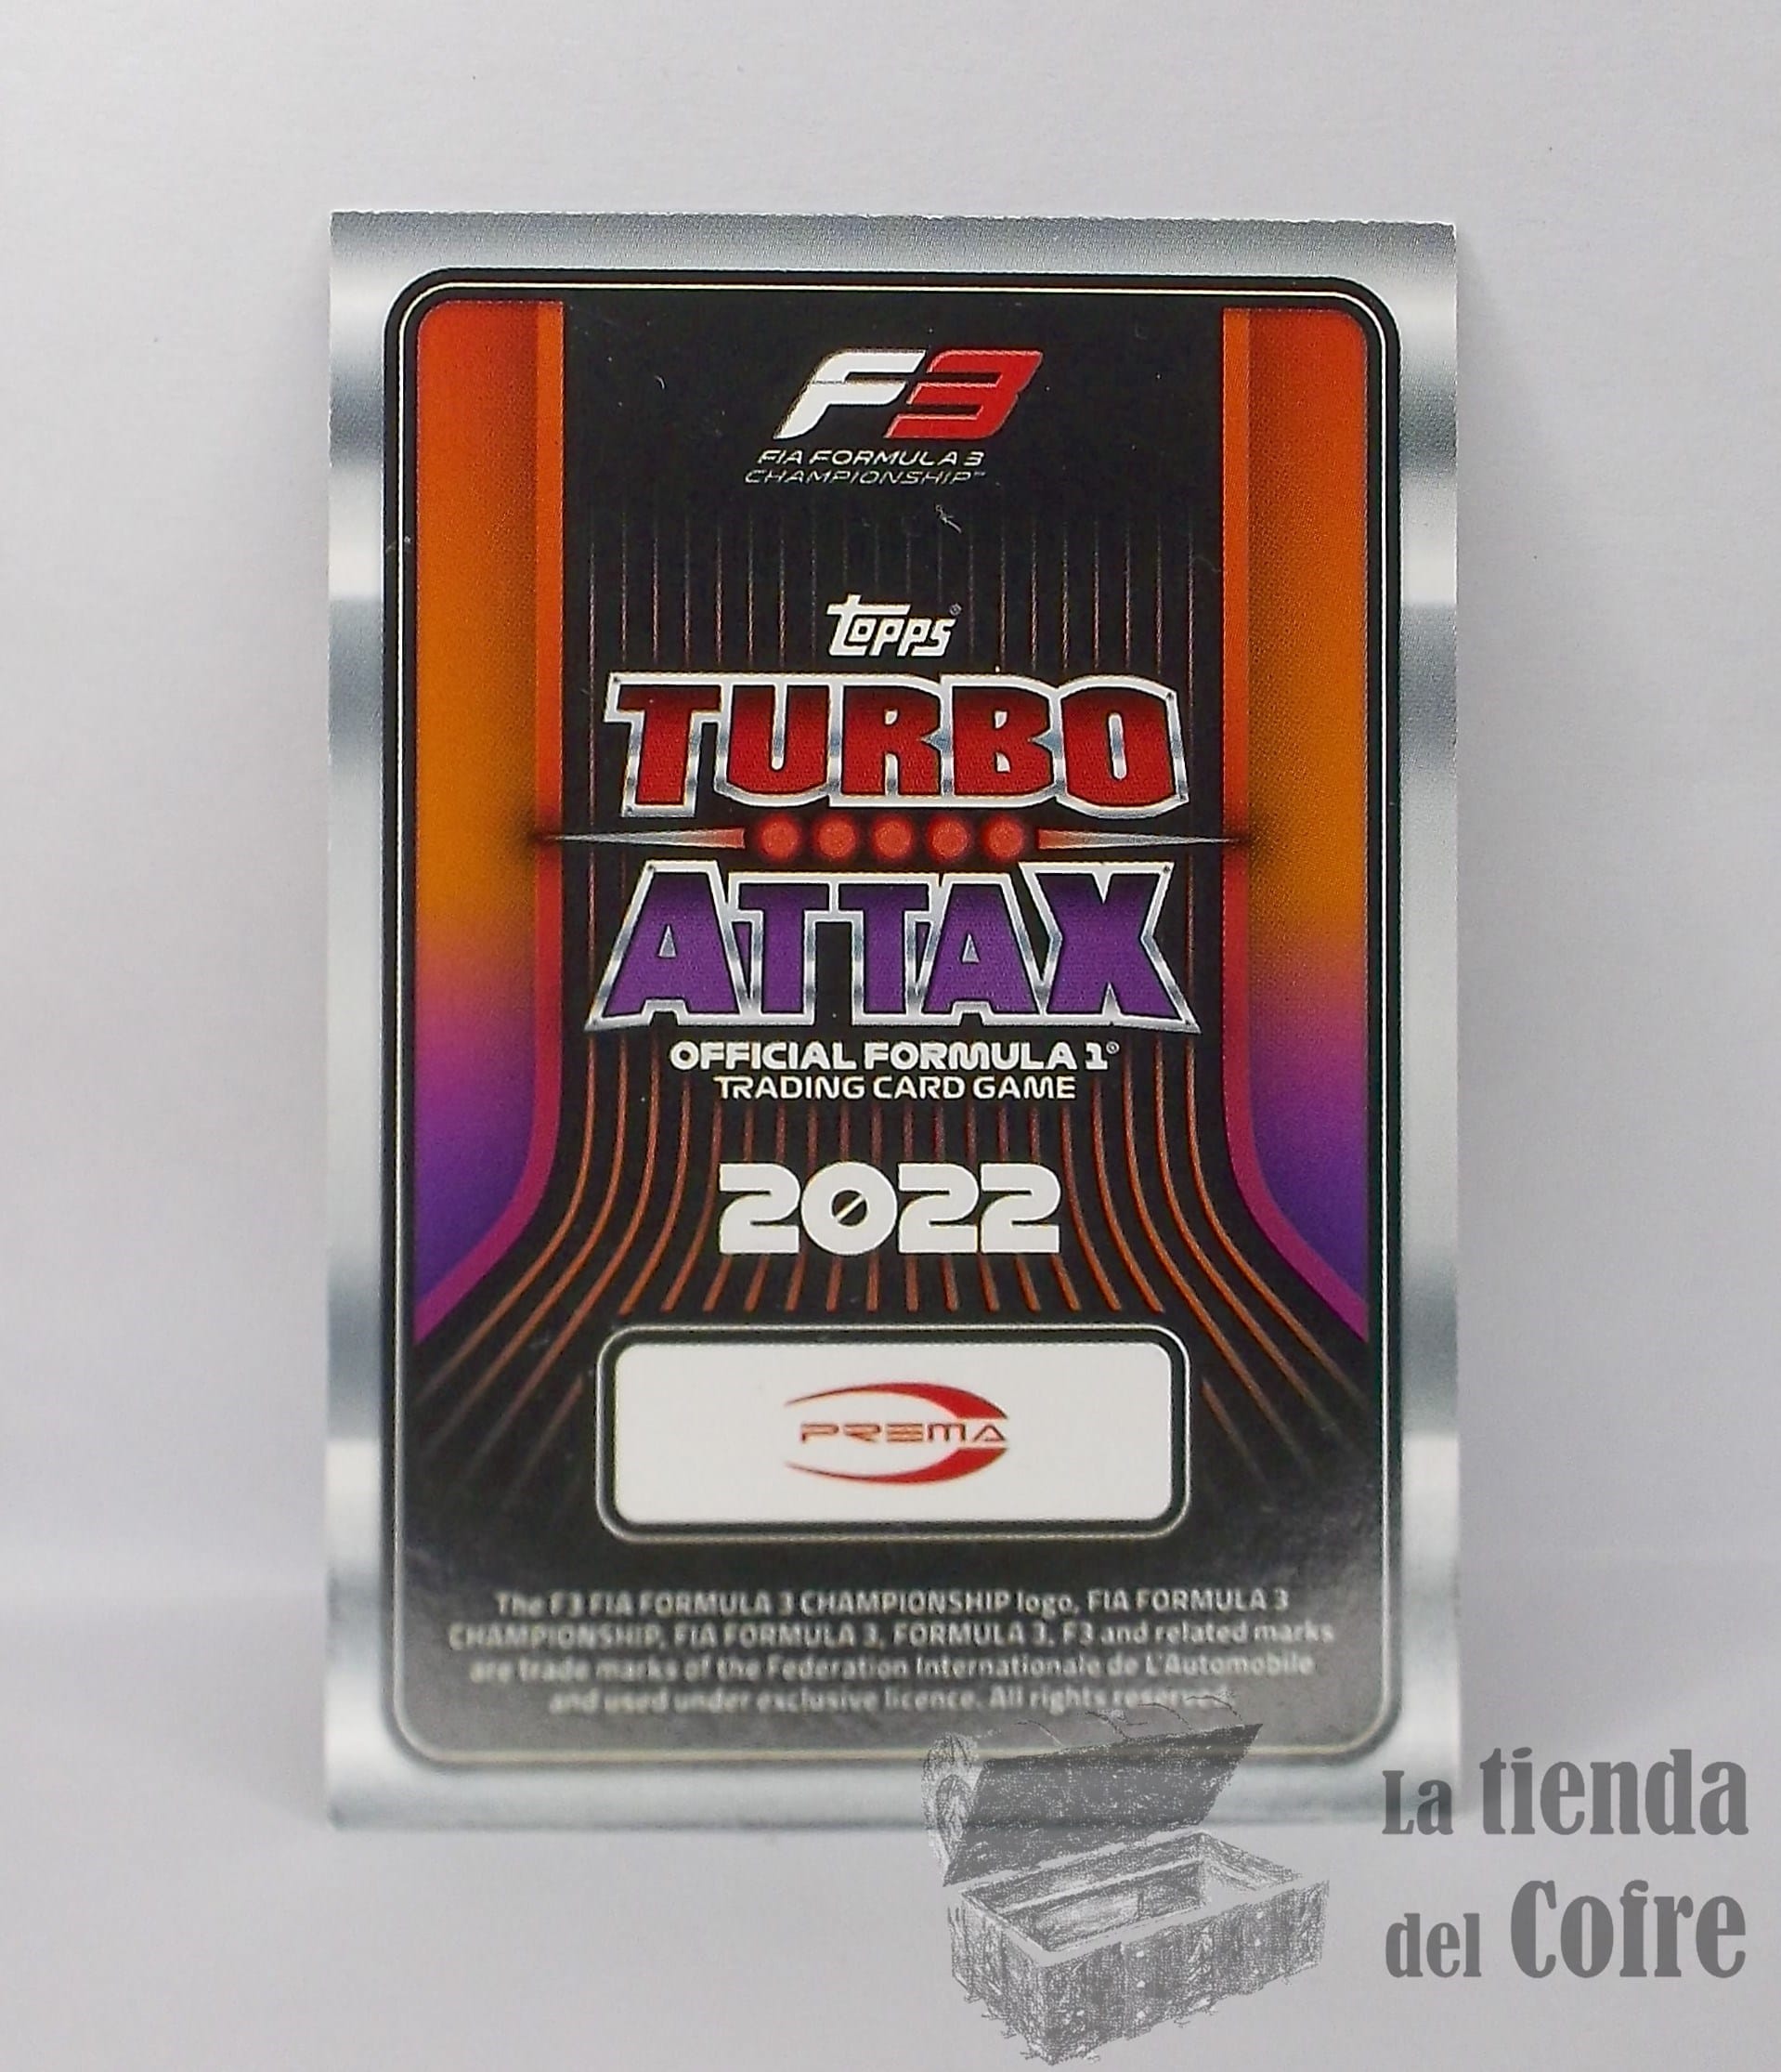 F3
FIA FORMULA 3
CHAMPIONSHIP™
topps®
TURBO
ATTAX
OFFICIAL FORMULA 1®
TRADING CARD GAME
2022
PREMA
The F3 FIA FORMULA 3 CHAMPIONSHIP logo, FIA FORMULA 3
CHAMPIONSHIP, FIA FORMULA 3, FORMULA 3, F3 and related marks
are trade marks of the Federation Internationale de L'Automobile
and used under exclusive licence. All rights reserved.
La tienda
del Cofre